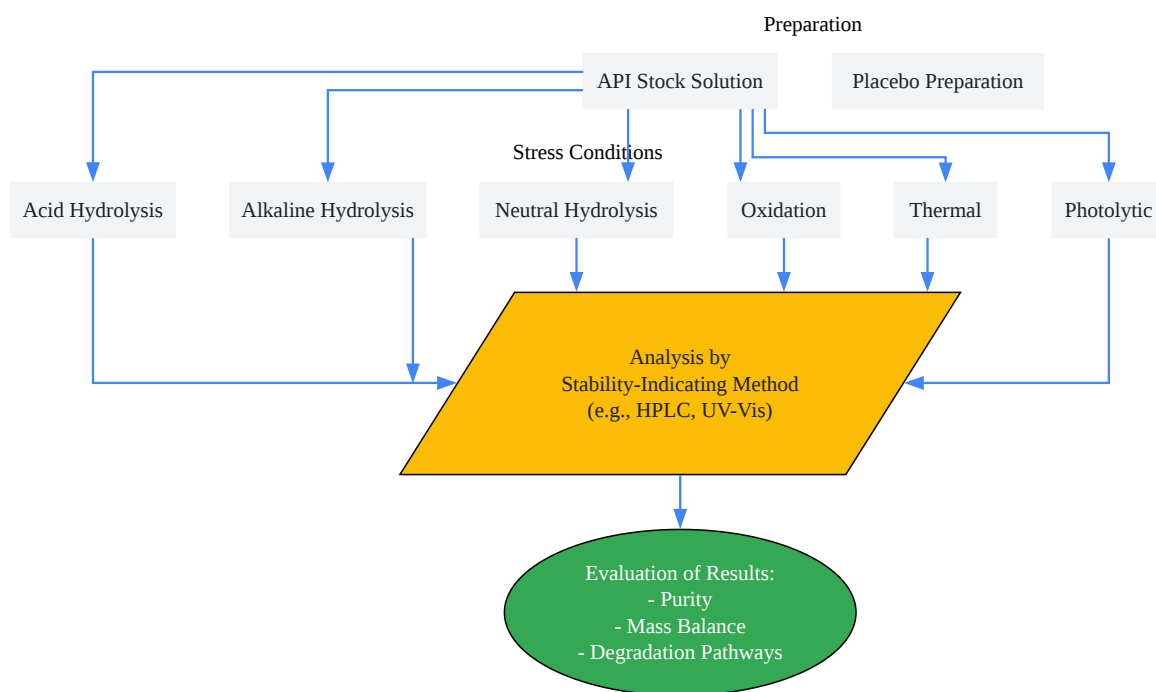 Preparation
API Stock Solution
Placebo Preparation
Stress Conditions
Acid Hydrolysis
Alkaline Hydrolysis
Neutral Hydrolysis
Oxidation
Thermal
Photolytic
Analysis by
Stability-Indicating Method
(e.g., HPLC, UV-Vis)
Evaluation of Results:
- Purity
- Mass Balance
- Degradation Pathways